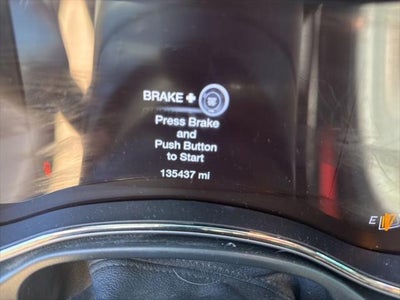 BRAKE +
Press Brake
and
Push Button
to Start
135437 mi
E